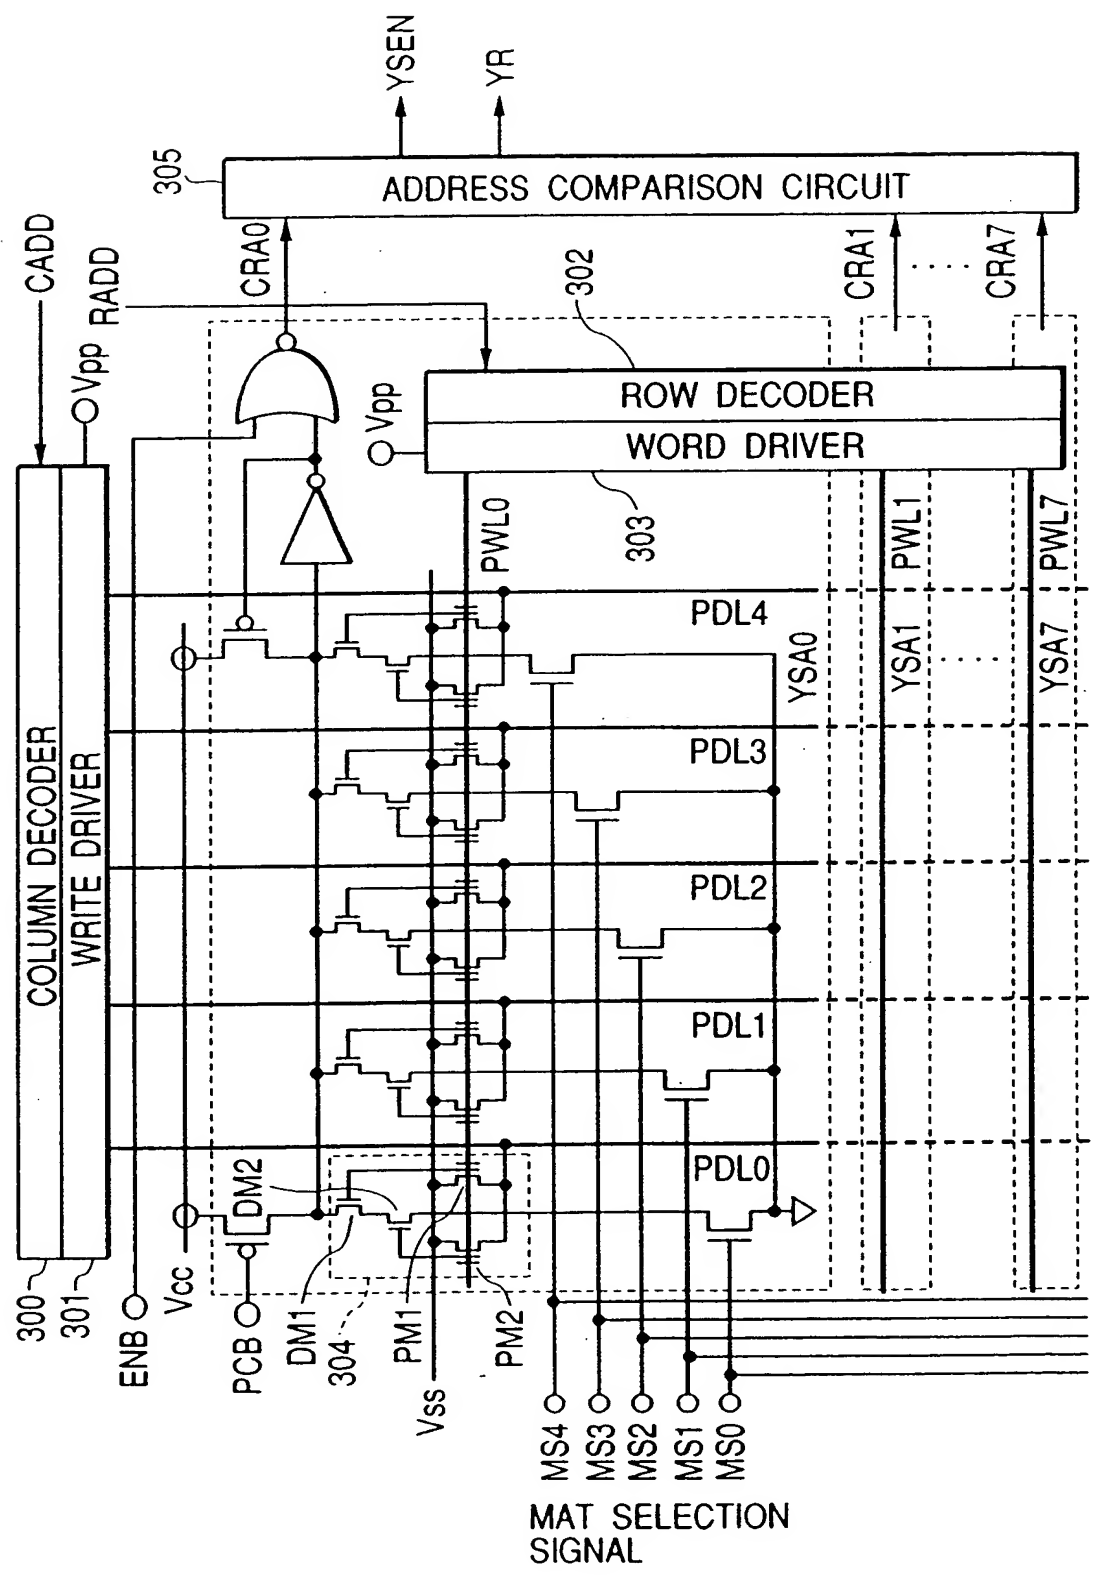 YSEN
YR
305
ADDRESS COMPARISON CIRCUIT
CADD
Vpp
RADD
CRA0
CRA1
.....
CRA7
302
Vpp
ROW DECODER
WORD DRIVER
303
PWL0
PWL1
PWL7
COLUMN DECODER
WRITE DRIVER
PDL4
YSA0
YSA1
.....
YSA7
PDL3
PDL2
PDL1
PDL0
DM2
300
301
ENB
Vcc
PCB
DM1
304
PM1
Vss
PM2
MS4
MS3
MS2
MS1
MS0
MAT SELECTION
SIGNAL